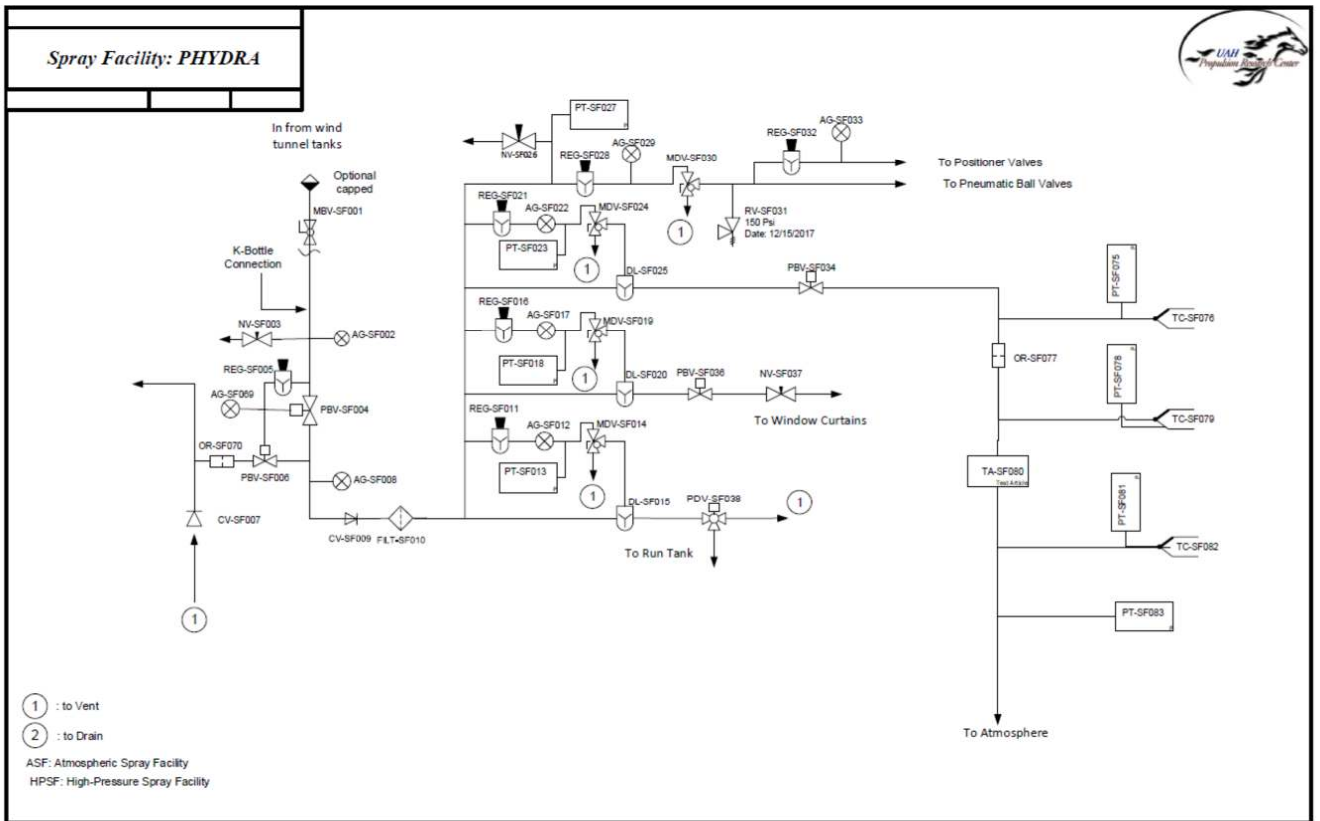 Spray Facility: PHYDRA
UAH
Propulsion Research Center
In from wind
tunnel tanks
Optional
capped
MBV-SF001
K-Bottle
Connection
NV-SF003
AG-SF002
REG-SF005
AG-SF069
PBV-SF004
OR-SF070
PBV-SF006
AG-SF008
CV-SF007
CV-SF009
FILT-SF010
1
PT-SF027
NV-SF026
AG-SF029
REG-SF028
MDV-SF030
REG-SF032
AG-SF033
To Positioner Valves
To Pneumatic Ball Valves
RV-SF031
150 Psi
Date: 12/15/2017
1
REG-SF021
AG-SF022
MDV-SF024
PT-SF023
1
DL-SF025
PBV-SF034
REG-SF016
AG-SF017
MDV-SF019
PT-SF018
1
DL-SF020
PBV-SF036
NV-SF037
To Window Curtains
REG-SF011
AG-SF012
MDV-SF014
PT-SF013
1
DL-SF015
PDV-SF038
1
To Run Tank
PT-SF075
TC-SF076
OR-SF077
PT-SF078
TC-SF079
TA-SF080
Test Article
PT-SF081
TC-SF082
PT-SF083
To Atmosphere
1 : to Vent
2 : to Drain
ASF: Atmospheric Spray Facility
HPSF: High-Pressure Spray Facility